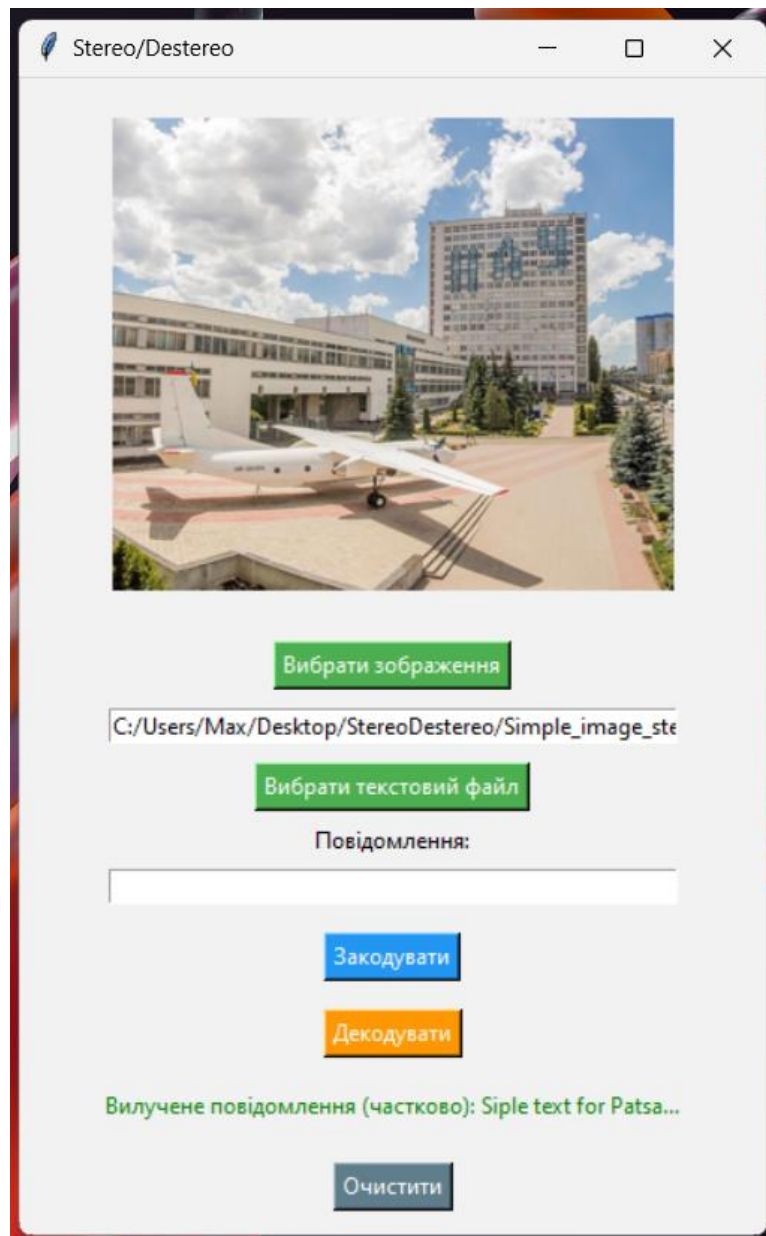 Stereo/Destereo
НАУ
Вибрати зображення
C:/Users/Max/Desktop/StereoDestereo/Simple_image_ste
Вибрати текстовий файл
Повідомлення:
Закодувати
Декодувати
Вилучене повідомлення (частково): Siple text for Patsa...
Очистити